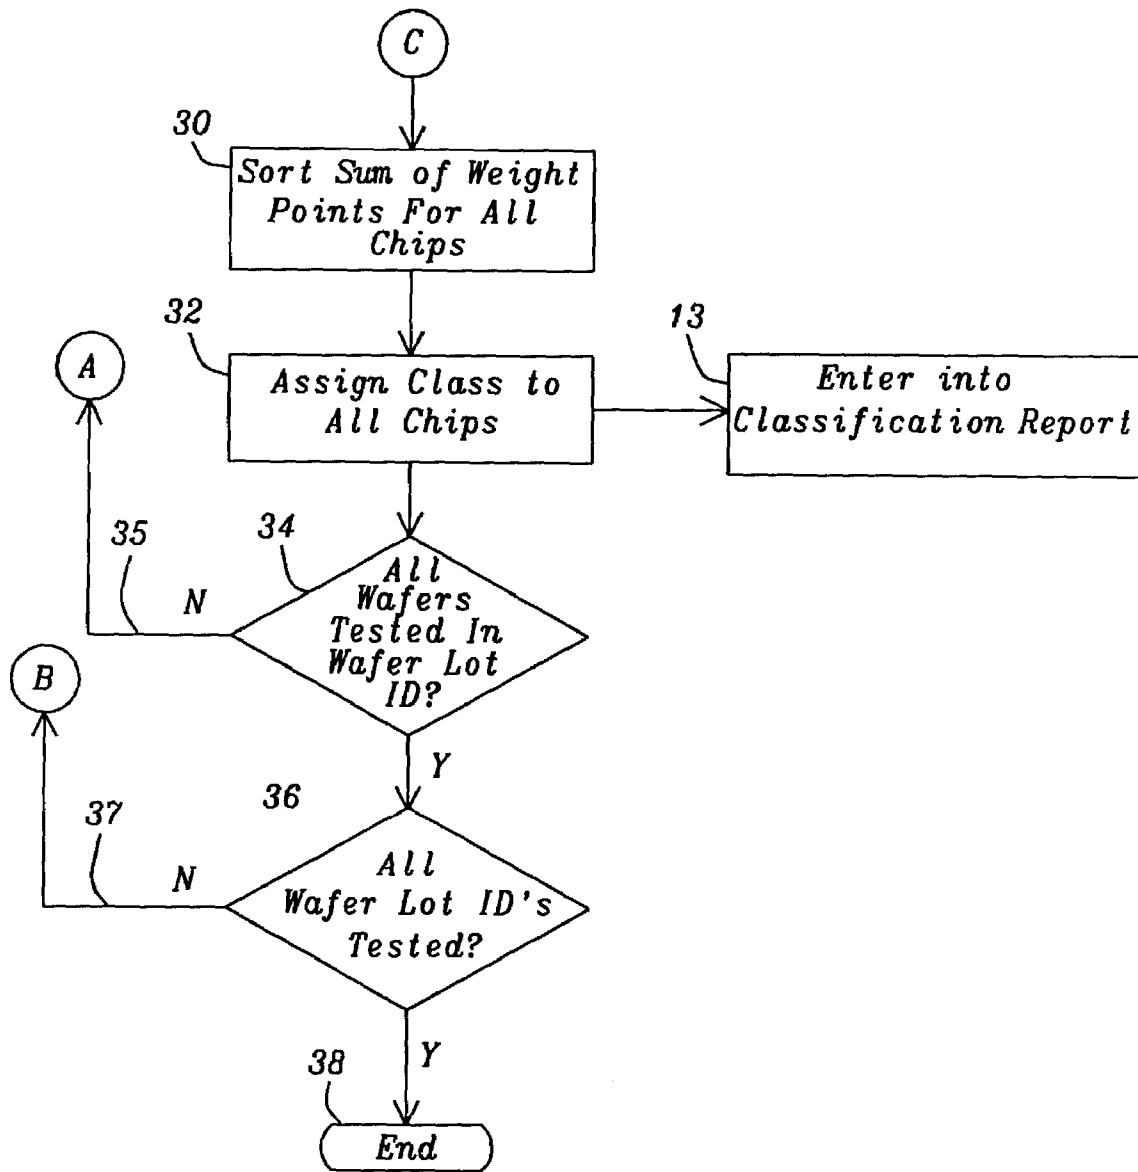 C
30
Sort Sum of Weight
Points For All
Chips
32
Assign Class to
All Chips
13
Enter into
Classification Report
A
35
N
34
All
Wafers
Tested In
Wafer Lot
ID?
B
Y
37
N
36
All
Wafer Lot ID's
Tested?
Y
38
End